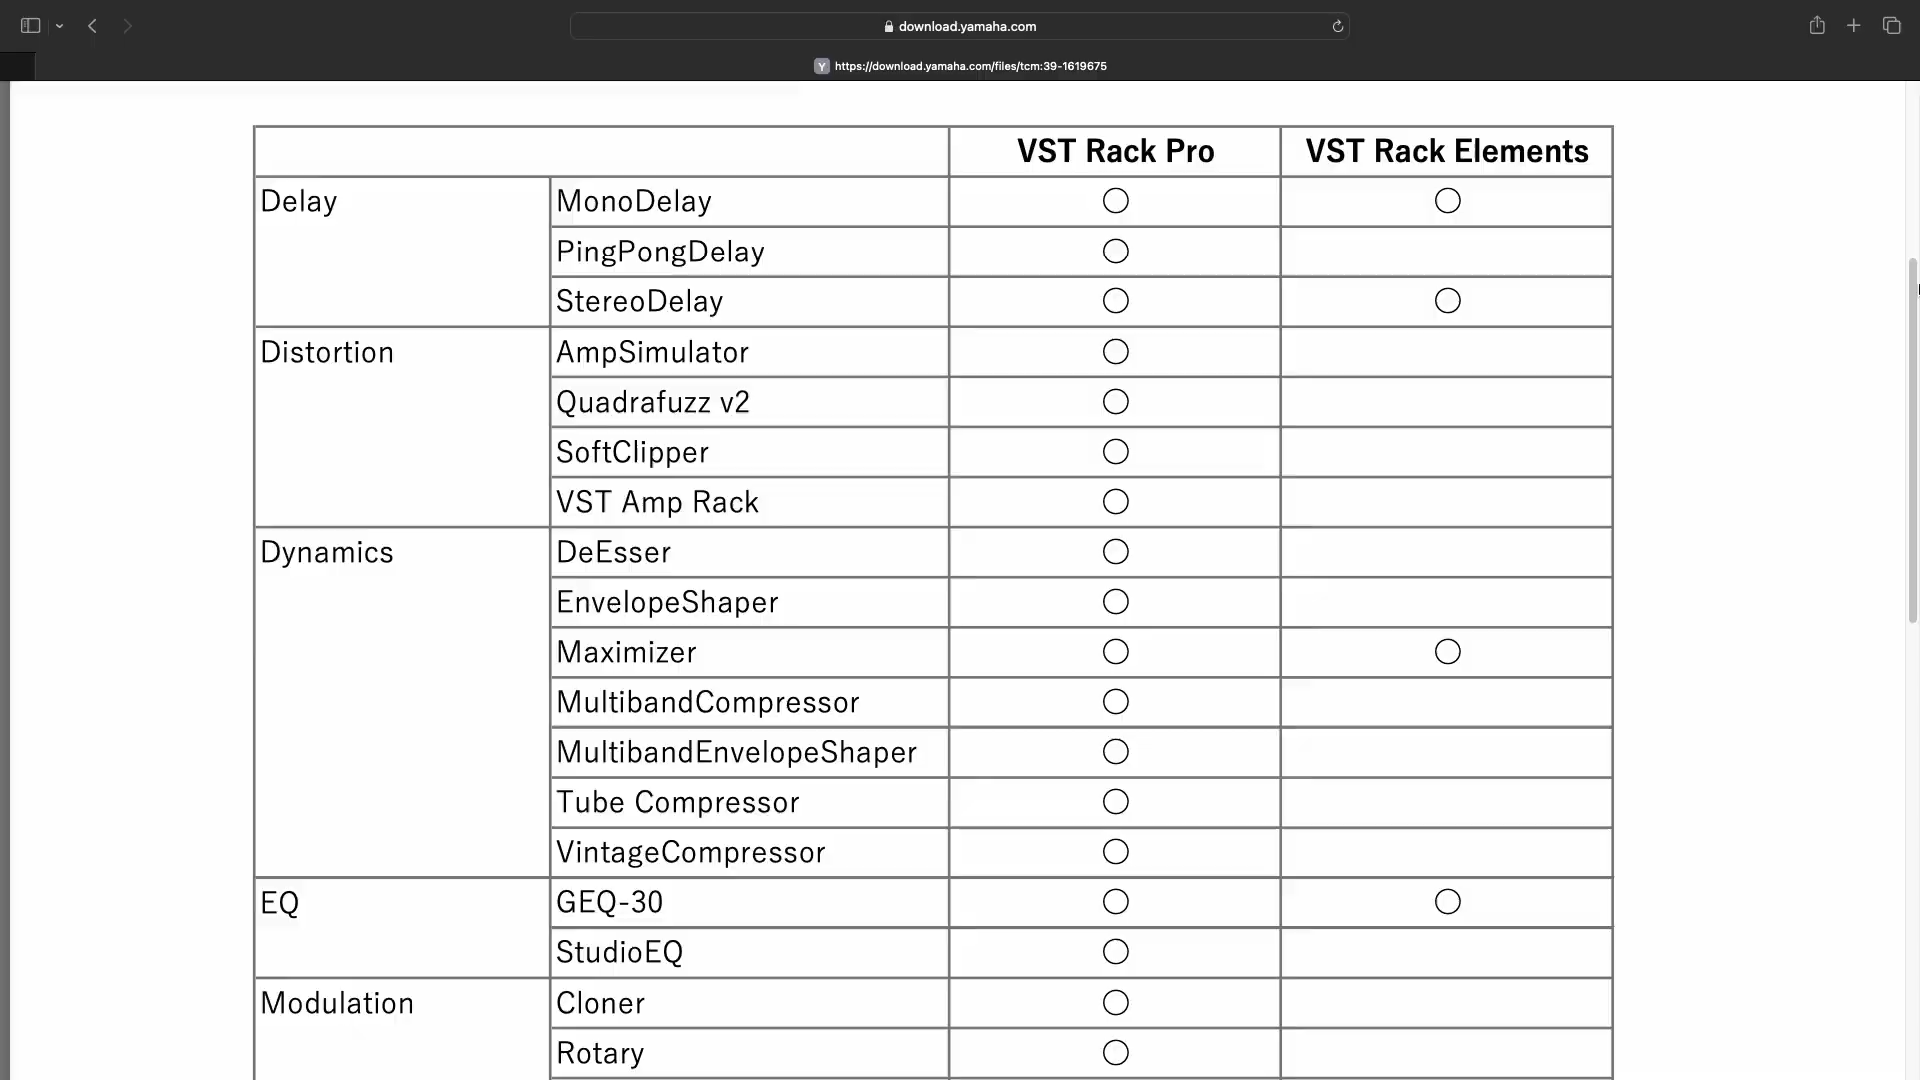 download.yamaha.com
https://download.yamaha.com/files/tcm:39-1619675
VST Rack Pro VST Rack Elements
Delay MonoDelay ○ ○
PingPongDelay ○
StereoDelay ○ ○
Distortion AmpSimulator ○
Quadrafuzz v2 ○
SoftClipper ○
VST Amp Rack ○
Dynamics DeEsser ○
EnvelopeShaper ○
Maximizer ○ ○
MultibandCompressor ○
MultibandEnvelopeShaper ○
Tube Compressor ○
VintageCompressor ○
EQ GEQ-30 ○ ○
StudioEQ ○
Modulation Cloner ○
Rotary ○